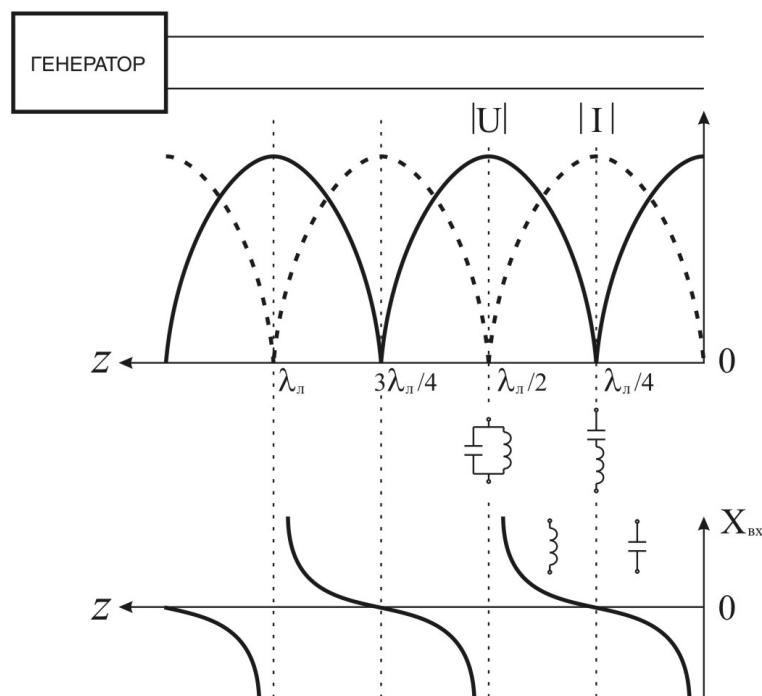 ГЕНЕРАТОР
|U| |I|
z 0
λл 3λл/4 λл/2 λл/4
Xвх
z 0